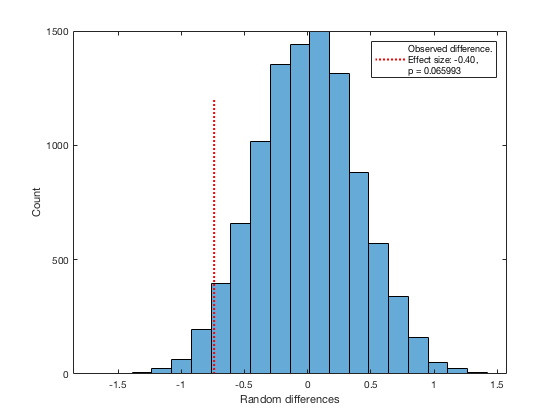 1500
1000
500
0
Count
-1.5
-1
-0.5
0
0.5
1
1.5
Random differences
Observed difference.
Effect size: -0.40,
p = 0.065993